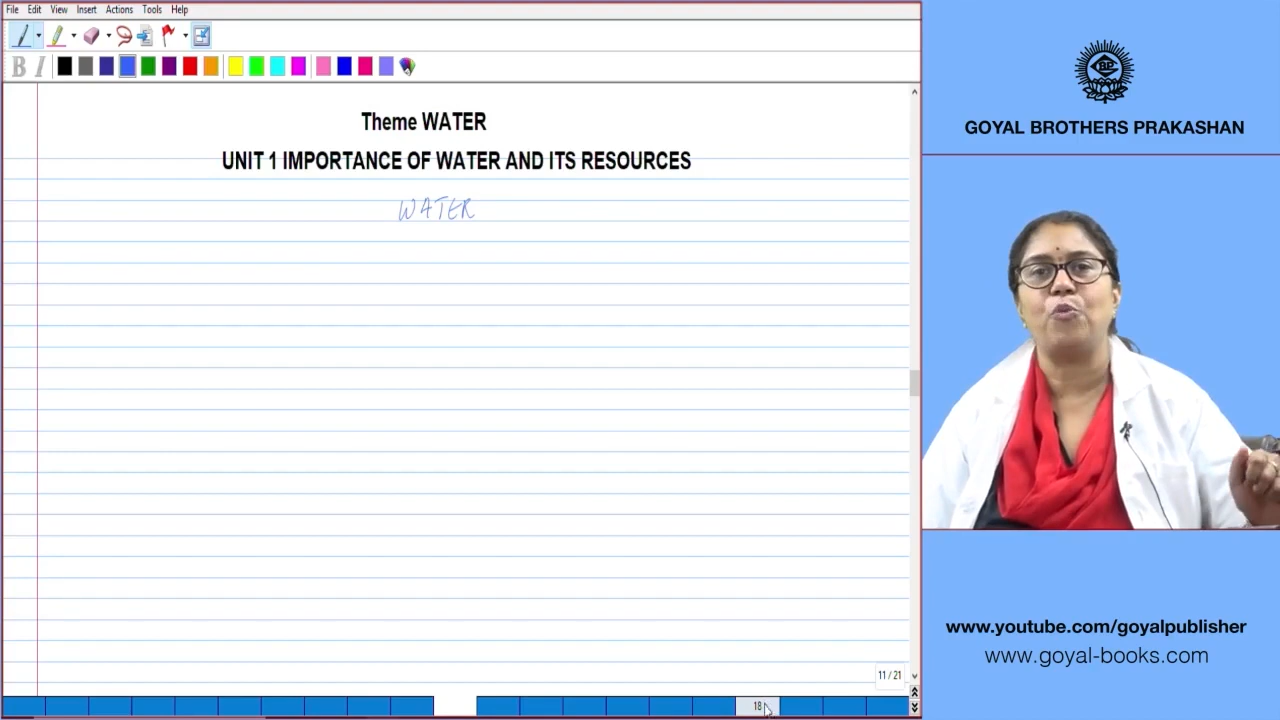 File Edit View Insert Actions Tools Help
B I
Theme WATER
UNIT 1 IMPORTANCE OF WATER AND ITS RESOURCES
WATER
11 / 21
18
GBP
GOYAL BROTHERS PRAKASHAN
www.youtube.com/goyalpublisher
www.goyal-books.com